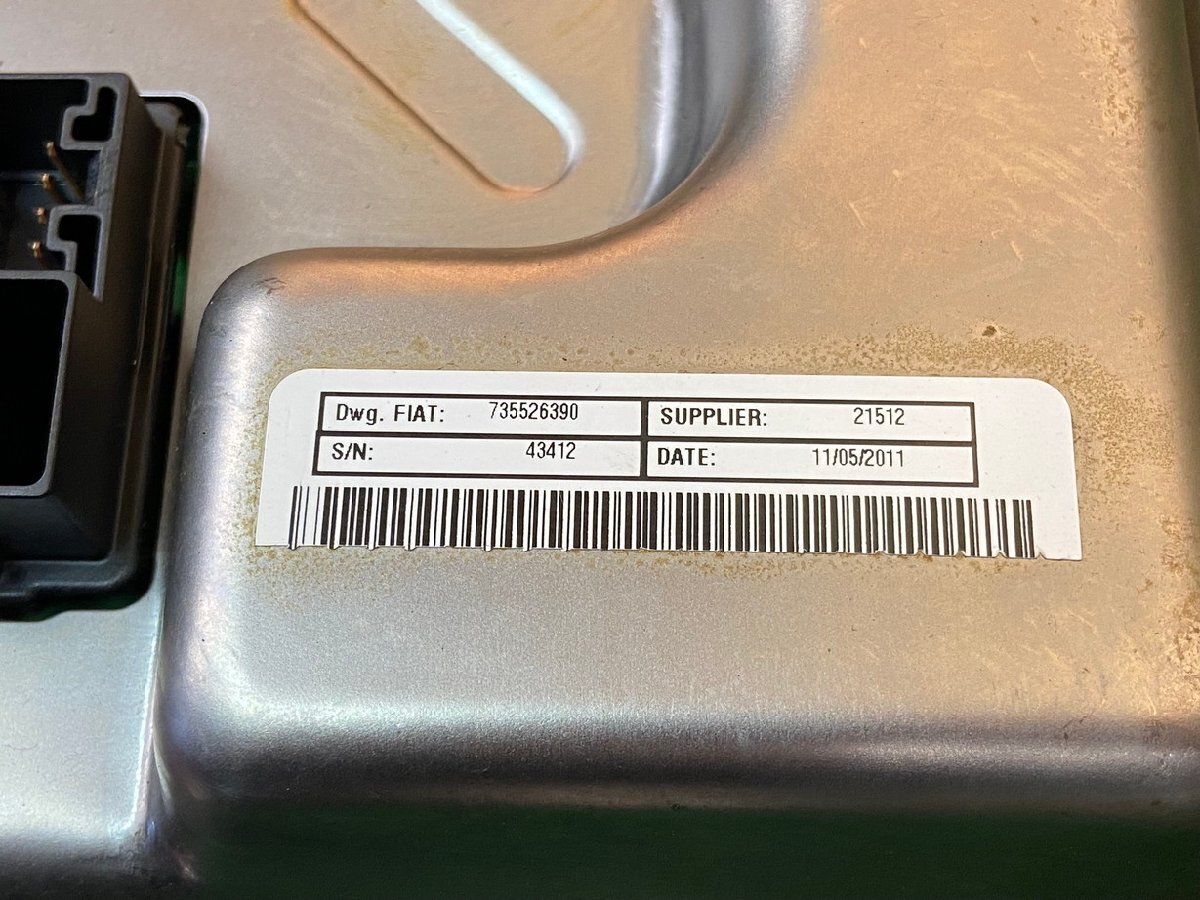 Dwg. FIAT: 735526390 SUPPLIER: 21512
S/N: 43412 DATE: 11/05/2011